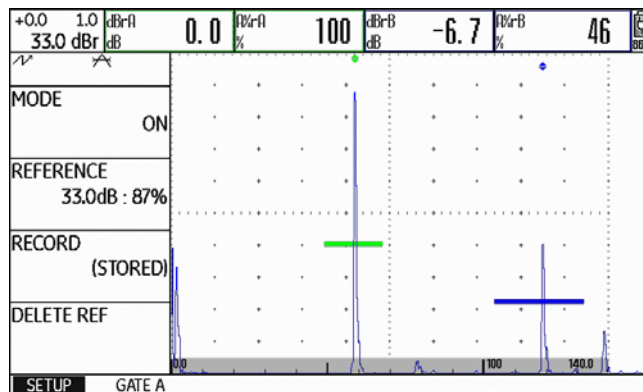 +0.0 1.0 dBrA 0.0 A%rA 100 dBrB -6.7 A%rB 46
33.0 dBr dB % dB %
MODE
ON
REFERENCE
33.0dB : 87%
RECORD
(STORED)
DELETE REF
0.0 100 140.0
SETUP GATE A